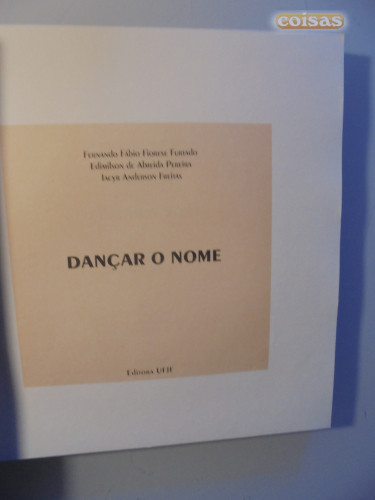 coisas
Fernando Fábio Fiorese Furtado
Edimilson de Almeida Pereira
Iacyr Anderson Freitas
DANÇAR O NOME
Editora UFJF